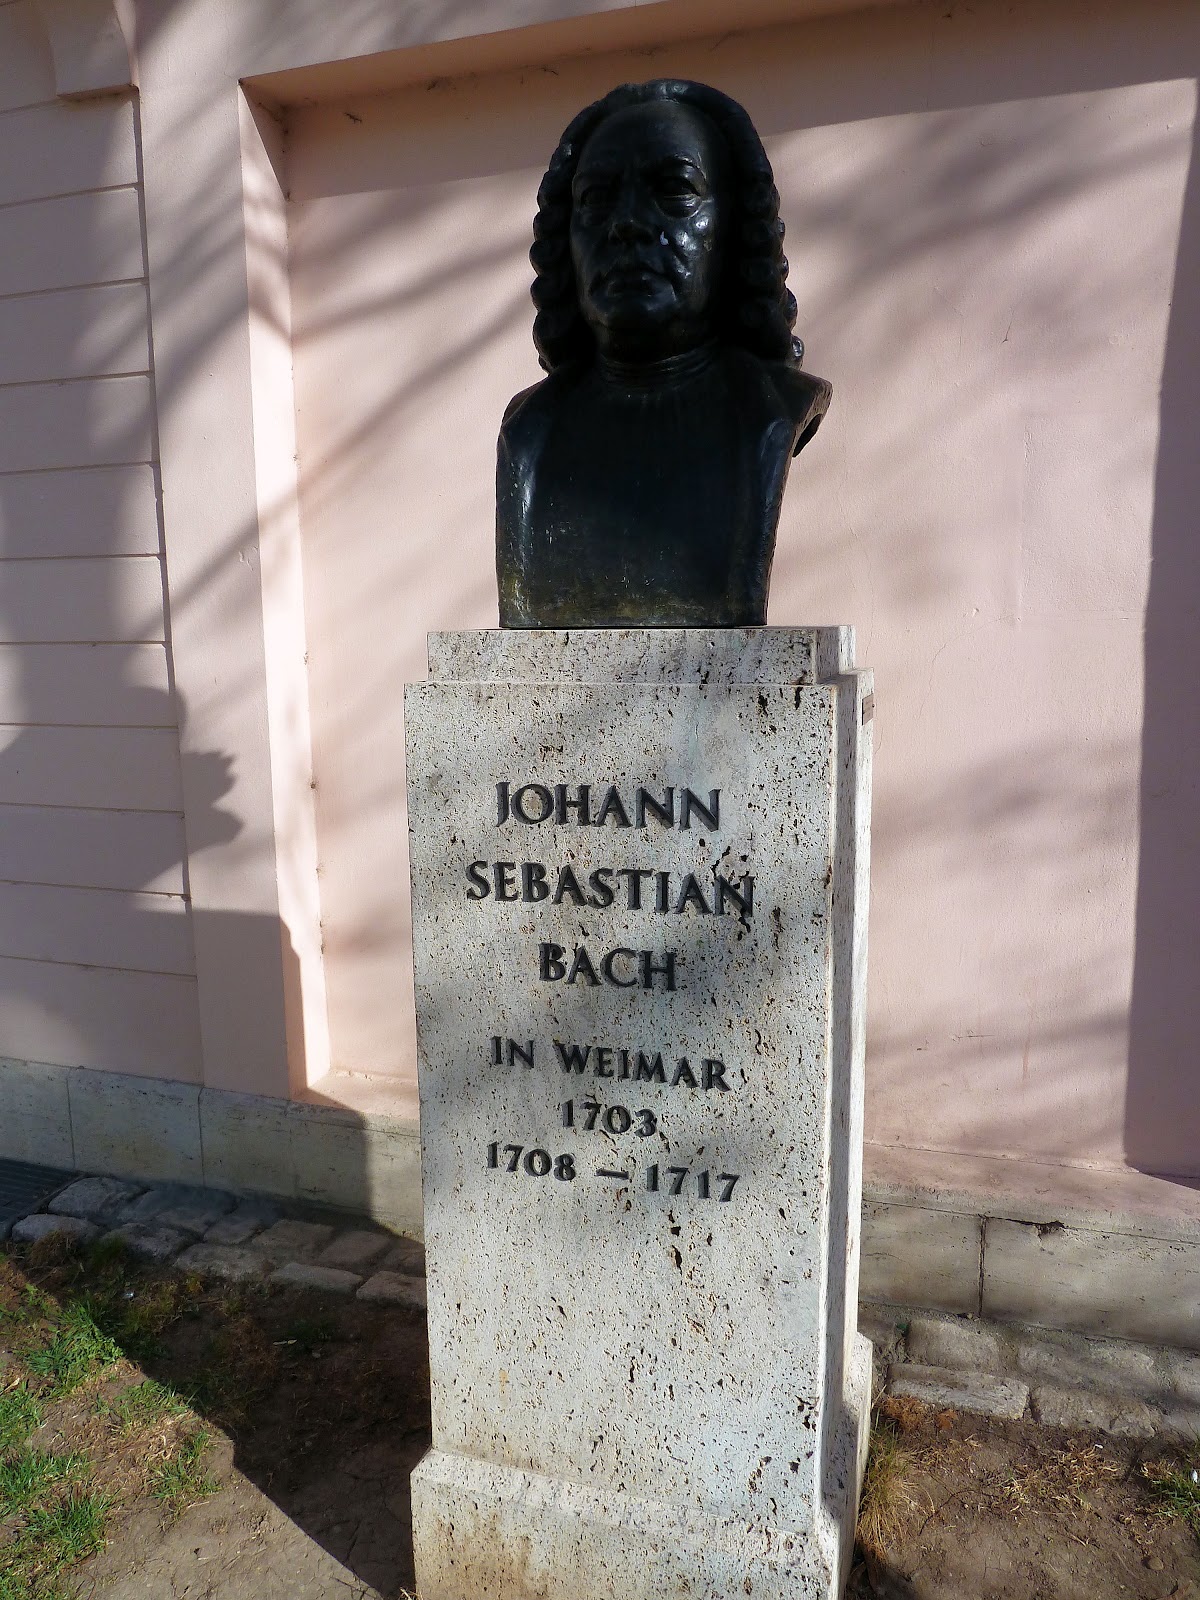 JOHANN
SEBASTIAN
BACH
IN WEIMAR
1703
1708 – 1717